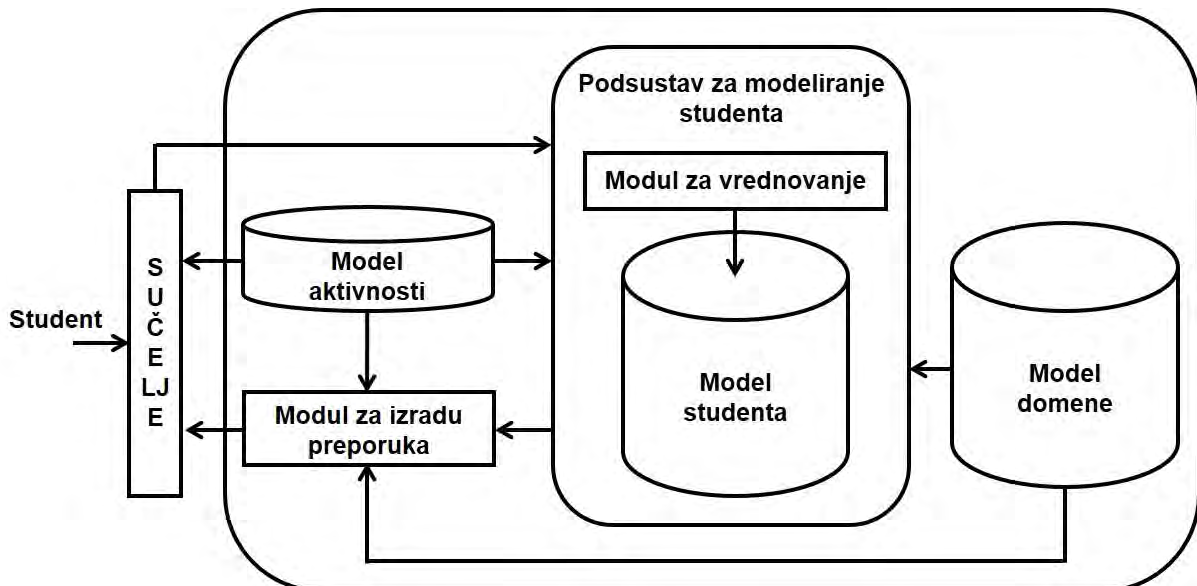 Podsustav za modeliranje
studenta
Modul za vrednovanje
Model
aktivnosti
Student
S
U
Č
E
LJ
E
Modul za izradu
preporuka
Model
studenta
Model
domene